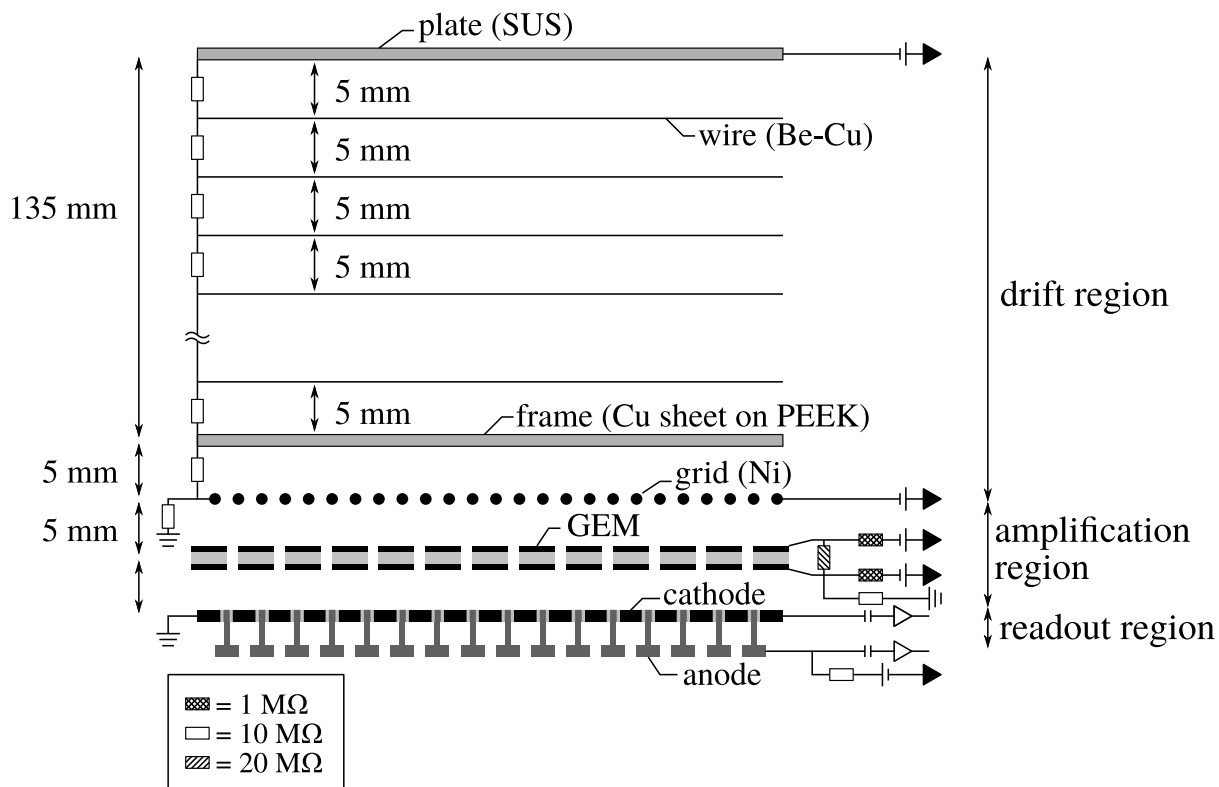 plate (SUS)
5 mm
wire (Be-Cu)
5 mm
135 mm
5 mm
5 mm
drift region
5 mm
frame (Cu sheet on PEEK)
5 mm
grid (Ni)
5 mm
GEM
amplification
region
cathode
readout region
anode
= 1 MΩ
= 10 MΩ
= 20 MΩ